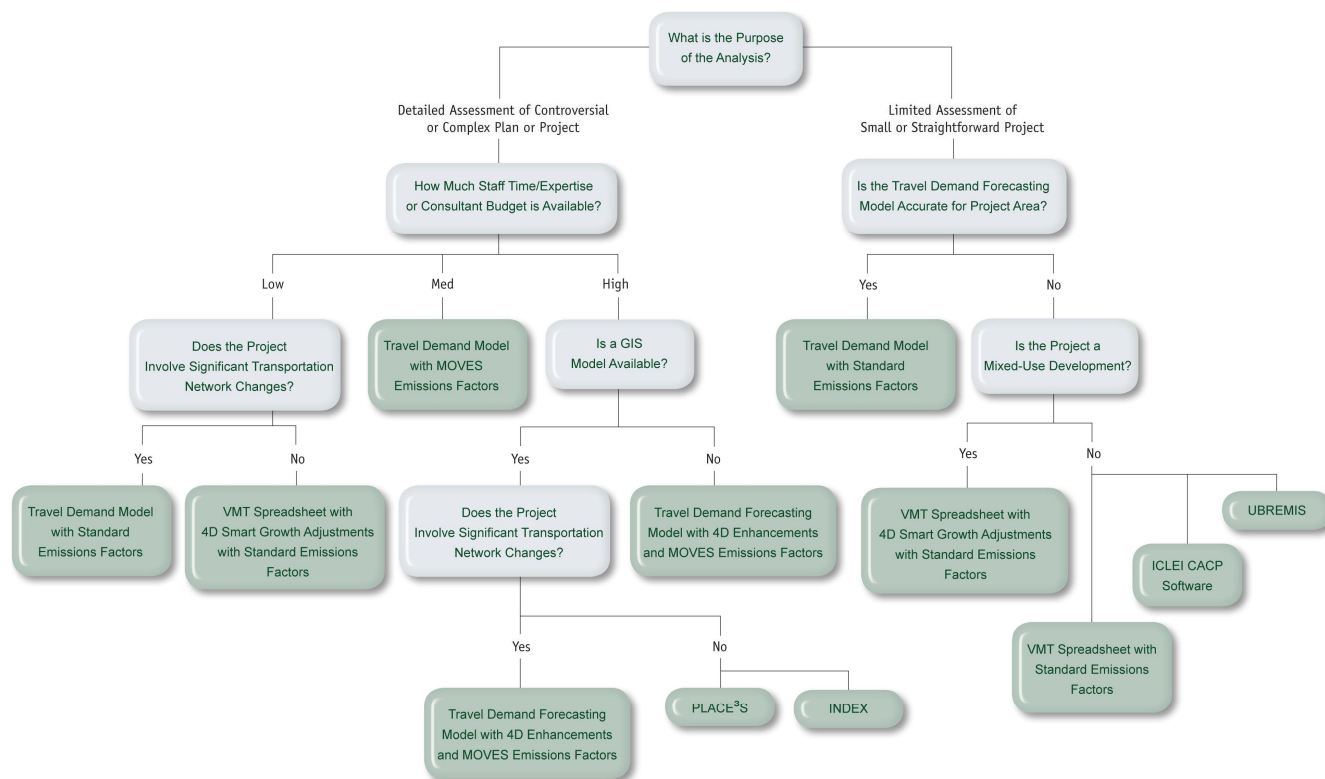 What is the Purpose
of the Analysis?
Detailed Assessment of Controversial
or Complex Plan or Project
Limited Assessment of
Small or Straightforward Project
How Much Staff Time/Expertise
or Consultant Budget is Available?
Is the Travel Demand Forecasting
Model Accurate for Project Area?
Low
Med
High
Yes
No
Does the Project
Involve Significant Transportation
Network Changes?
Travel Demand Model
with MOVES
Emissions Factors
Is a GIS
Model Available?
Travel Demand Model
with Standard
Emissions Factors
Is the Project a
Mixed-Use Development?
Yes
No
Yes
No
Yes
No
Travel Demand Model
with Standard
Emissions Factors
VMT Spreadsheet with
4D Smart Growth Adjustments
with Standard Emissions
Factors
Does the Project
Involve Significant Transportation
Network Changes?
Travel Demand Forecasting
Model with 4D Enhancements
and MOVES Emissions Factors
VMT Spreadsheet with
4D Smart Growth Adjustments
with Standard Emissions
Factors
UBREMIS
ICLEI CACP
Software
VMT Spreadsheet with
Standard Emissions
Factors
Yes
No
Travel Demand Forecasting
Model with 4D Enhancements
and MOVES Emissions Factors
PLACE³S
INDEX